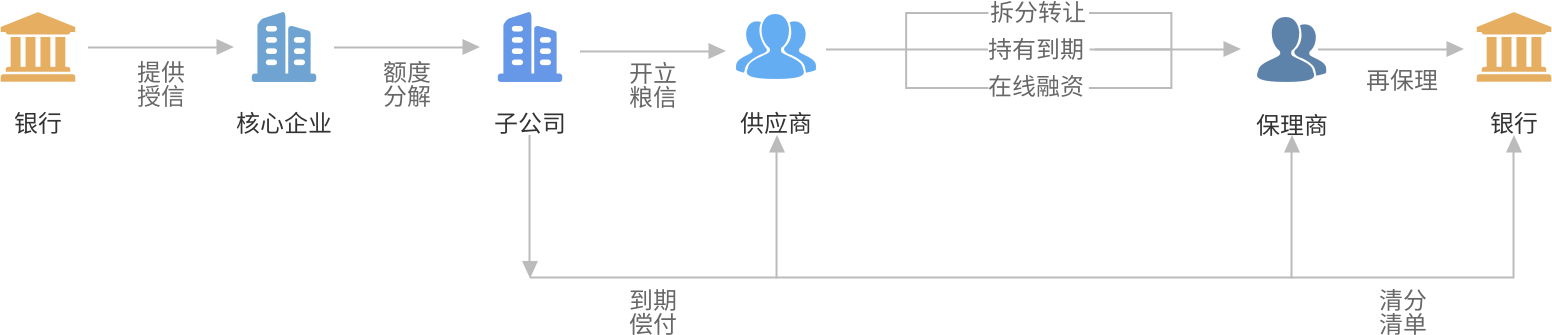 拆分转让
持有到期
在线融资
提供
授信
额度
分解
开立
粮信
再保理
银行
核心企业
子公司
供应商
保理商
银行
到期
偿付
清分
清单